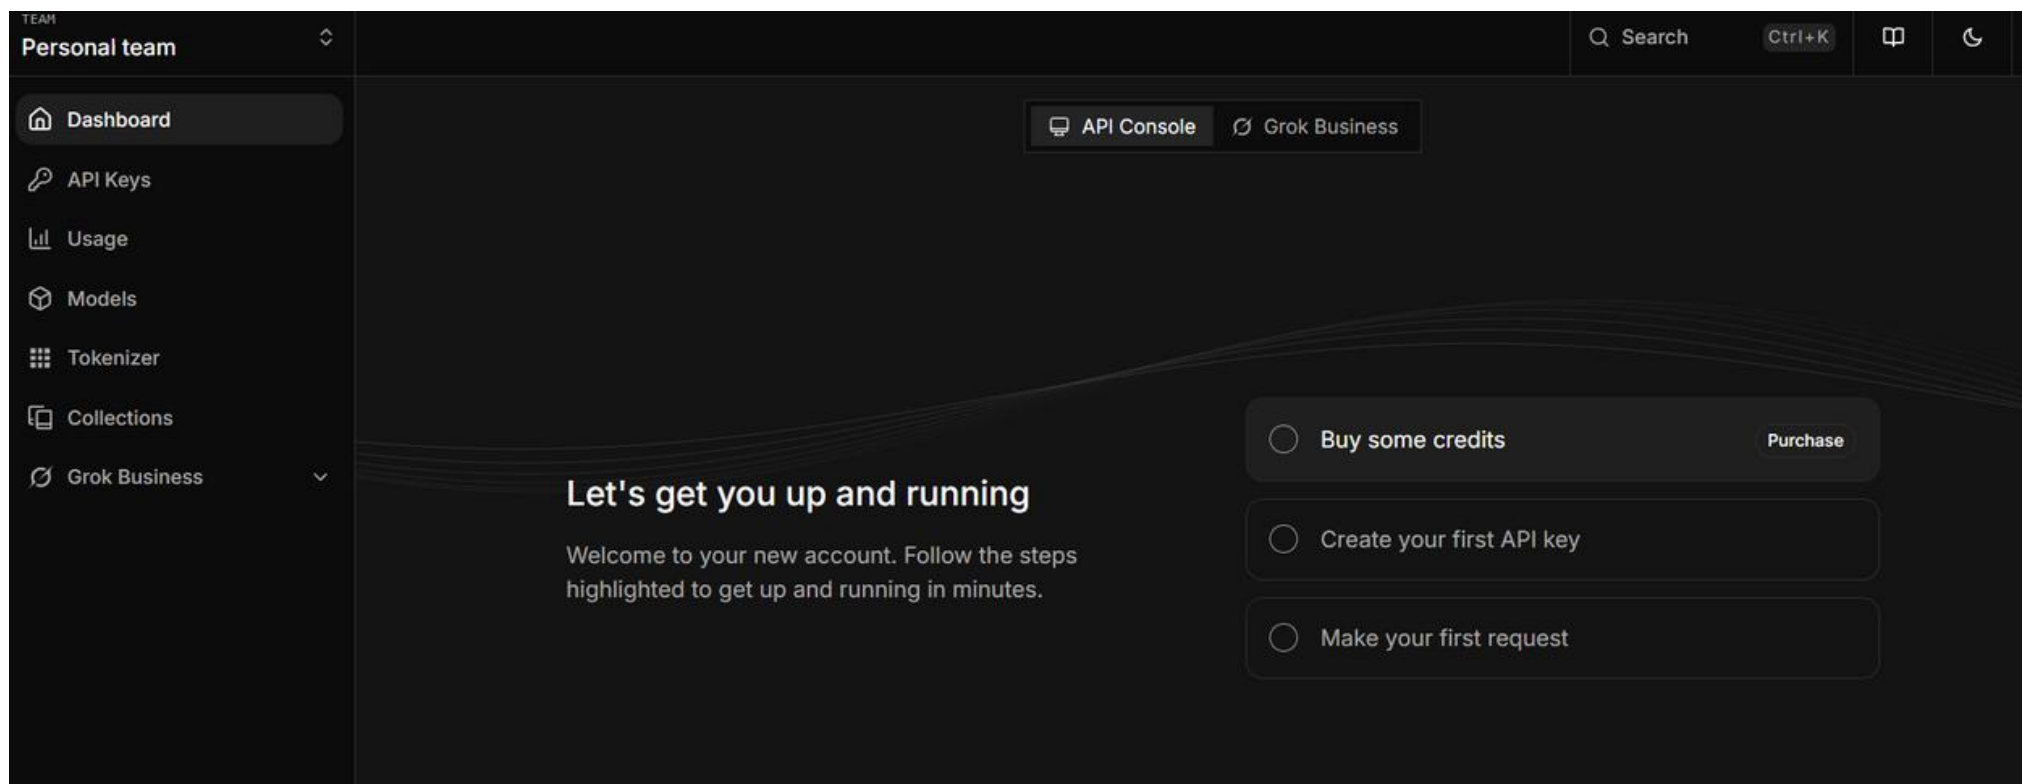 TEAM
Personal team
Search
Ctrl+K
Dashboard
API Keys
Usage
Models
Tokenizer
Collections
Grok Business
API Console
Grok Business
Let's get you up and running
Welcome to your new account. Follow the steps
highlighted to get up and running in minutes.
Buy some credits
Purchase
Create your first API key
Make your first request